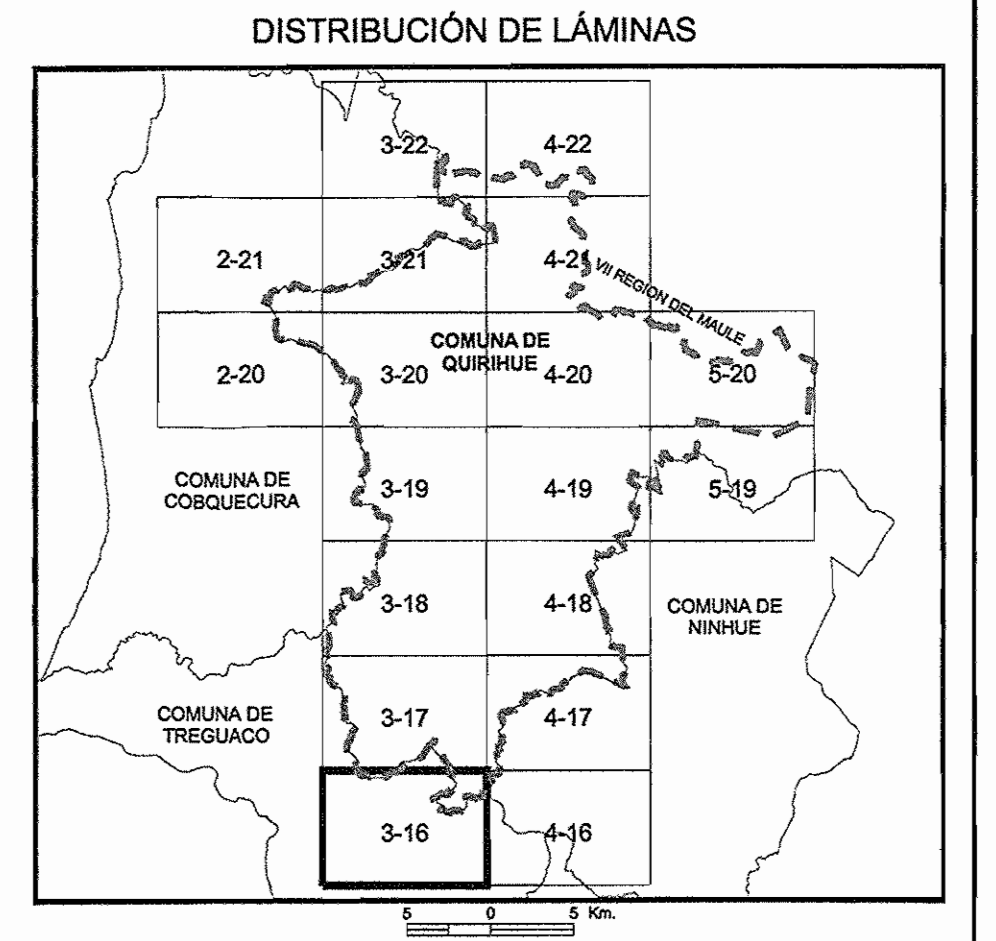 DISTRIBUCIÓN DE LÁMINAS
3-22
4-22
2-21
3-21
4-21
VII REGION DEL MAULE
COMUNA DE
QUIRIHUE
2-20
3-20
4-20
5-20
COMUNA DE
COBQUECURA
3-19
4-19
5-19
3-18
4-18
COMUNA DE
NINHUE
COMUNA DE
TREGUACO
3-17
4-17
3-16
4-16
5 0 5 Km.